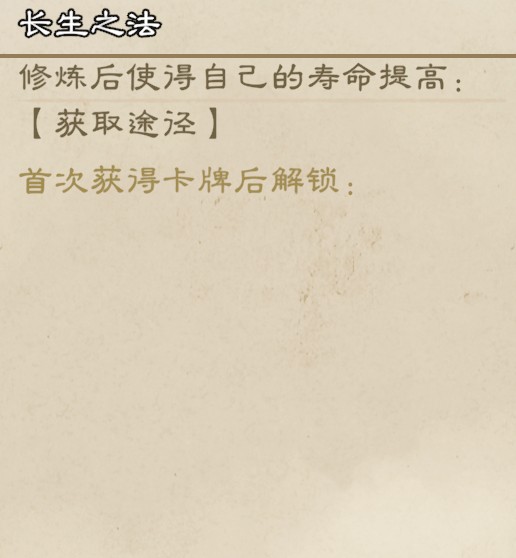 长生之法
修炼后使得自己的寿命提高：
【获取途径】
首次获得卡牌后解锁：